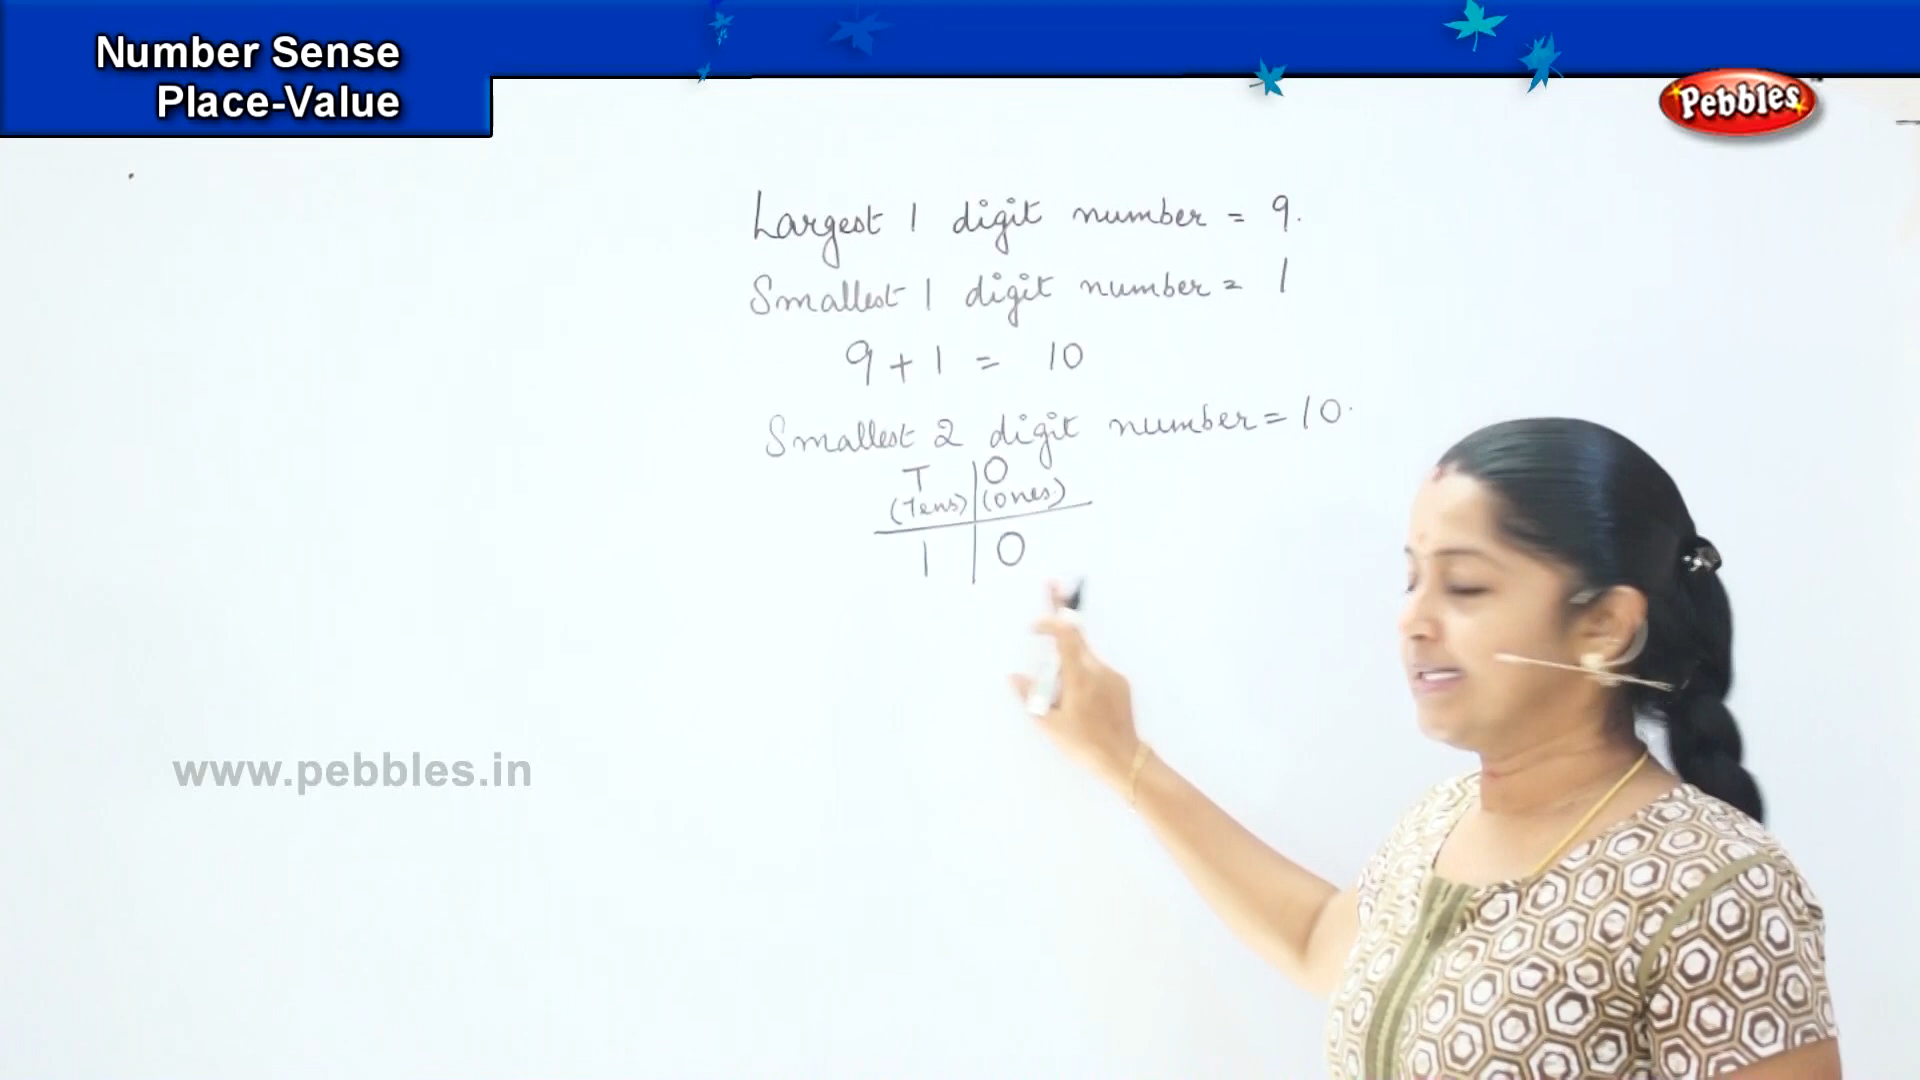 Number Sense
Place-Value
Pebbles
Largest 1 digit number = 9.
Smallest 1 digit number = 1
9 + 1 = 10
Smallest 2 digit number = 10.
T | O
(Tens) | (ones)
1 | 0
www.pebbles.in